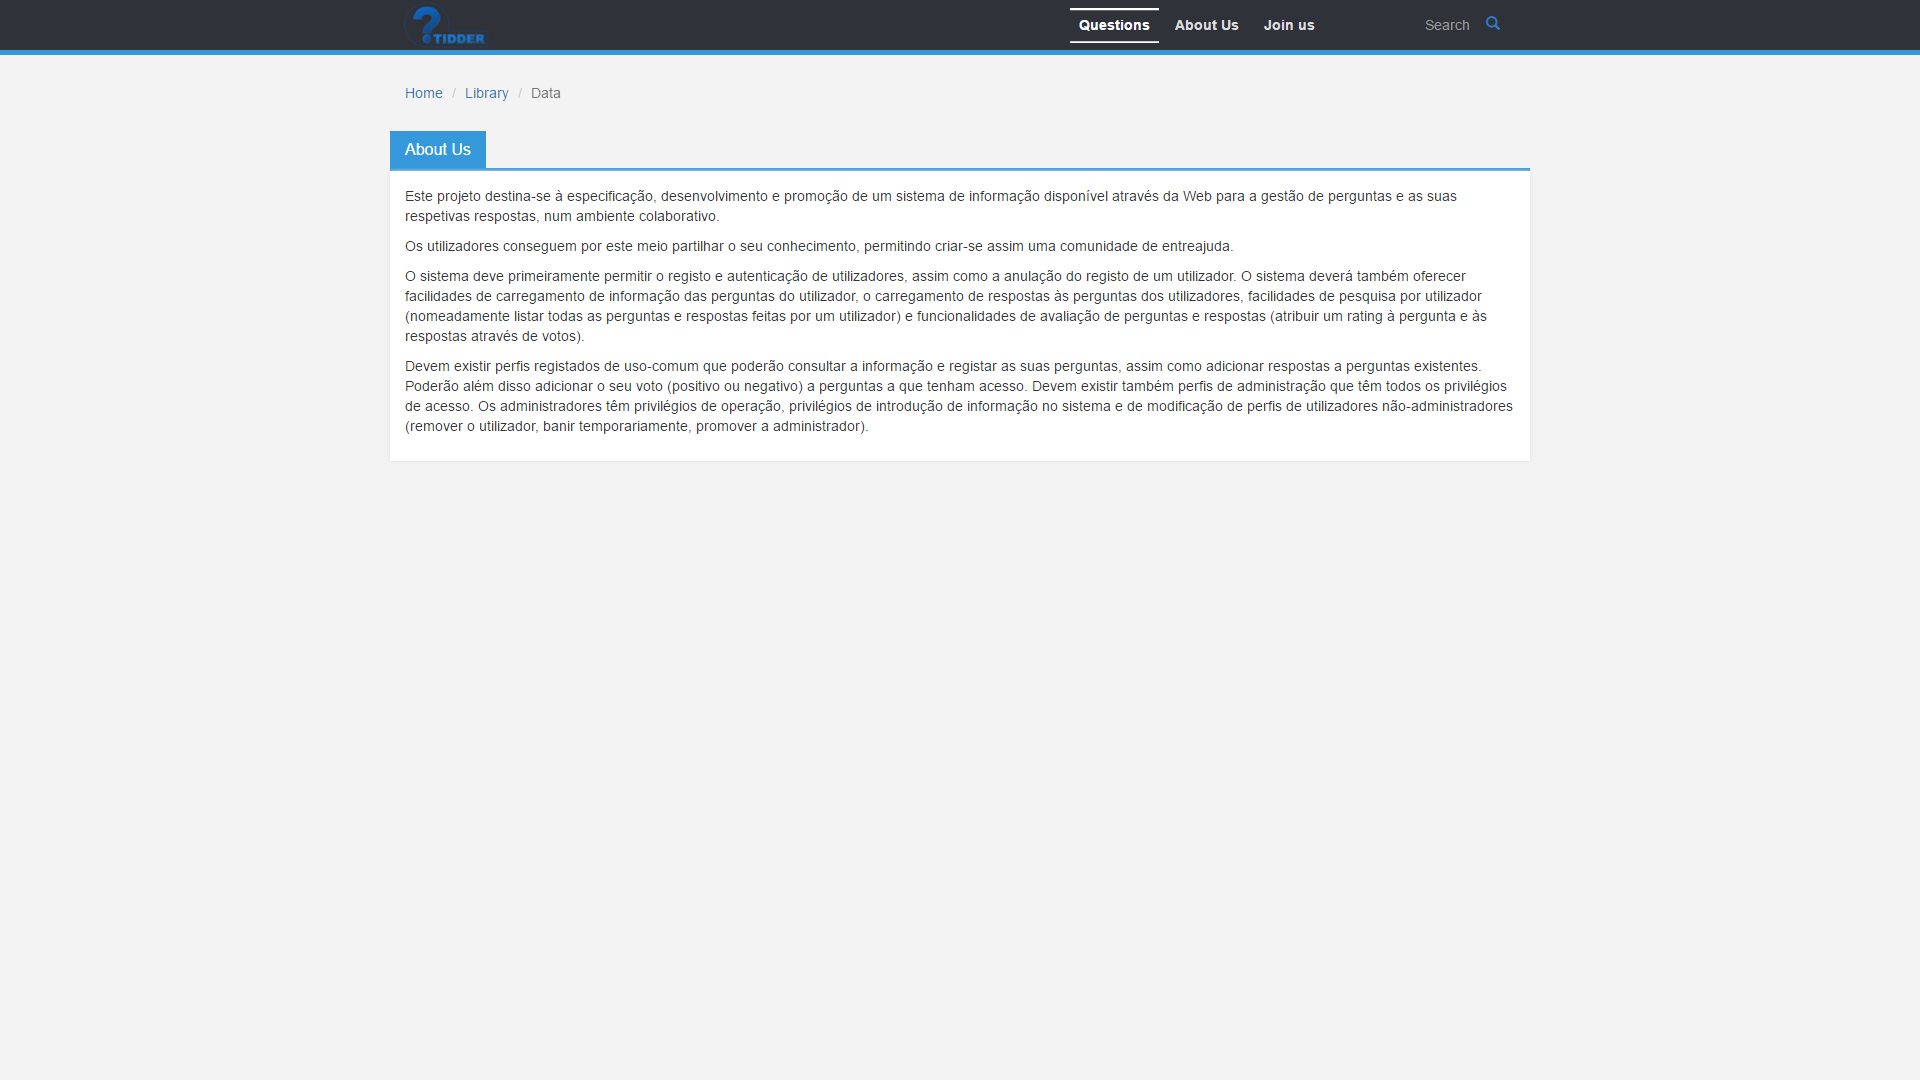 ?TIDDER
Questions About Us Join us Search
Home / Library / Data
About Us
Este projeto destina-se à especificação, desenvolvimento e promoção de um sistema de informação disponível através da Web para a gestão de perguntas e as suas
respetivas respostas, num ambiente colaborativo.
Os utilizadores conseguem por este meio partilhar o seu conhecimento, permitindo criar-se assim uma comunidade de entreajuda.
O sistema deve primeiramente permitir o registo e autenticação de utilizadores, assim como a anulação do registo de um utilizador. O sistema deverá também oferecer
facilidades de carregamento de informação das perguntas do utilizador, o carregamento de respostas às perguntas dos utilizadores, facilidades de pesquisa por utilizador
(nomeadamente listar todas as perguntas e respostas feitas por um utilizador) e funcionalidades de avaliação de perguntas e respostas (atribuir um rating à pergunta e às
respostas através de votos).
Devem existir perfis registados de uso-comum que poderão consultar a informação e registar as suas perguntas, assim como adicionar respostas a perguntas existentes.
Poderão além disso adicionar o seu voto (positivo ou negativo) a perguntas a que tenham acesso. Devem existir também perfis de administração que têm todos os privilégios
de acesso. Os administradores têm privilégios de operação, privilégios de introdução de informação no sistema e de modificação de perfis de utilizadores não-administradores
(remover o utilizador, banir temporariamente, promover a administrador).